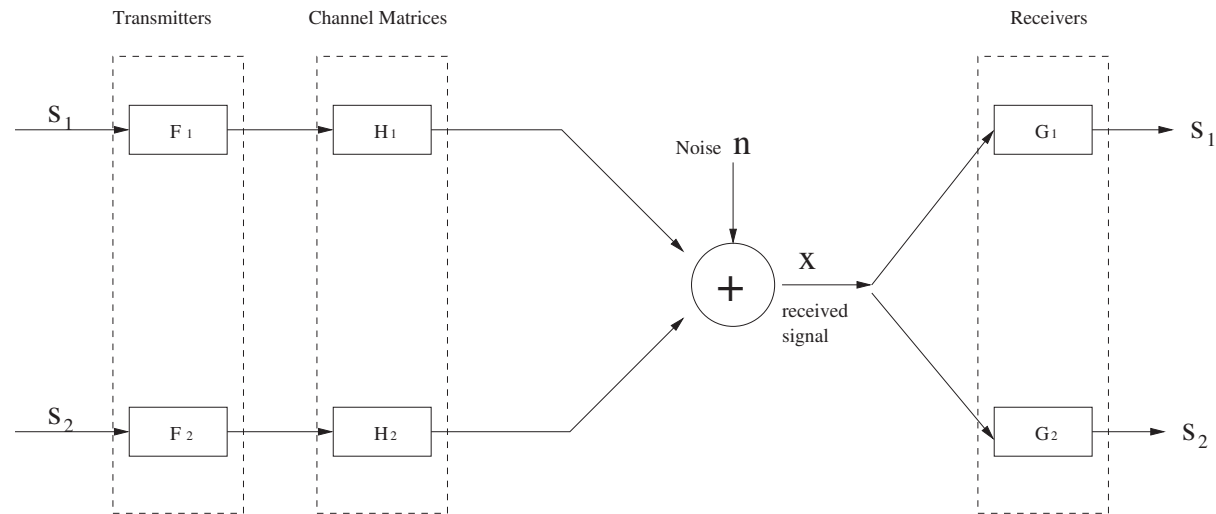 Transmitters
Channel Matrices
Receivers
S1
F1
H1
G1
S1
Noise n
+
x
received
signal
S2
F2
H2
G2
S2